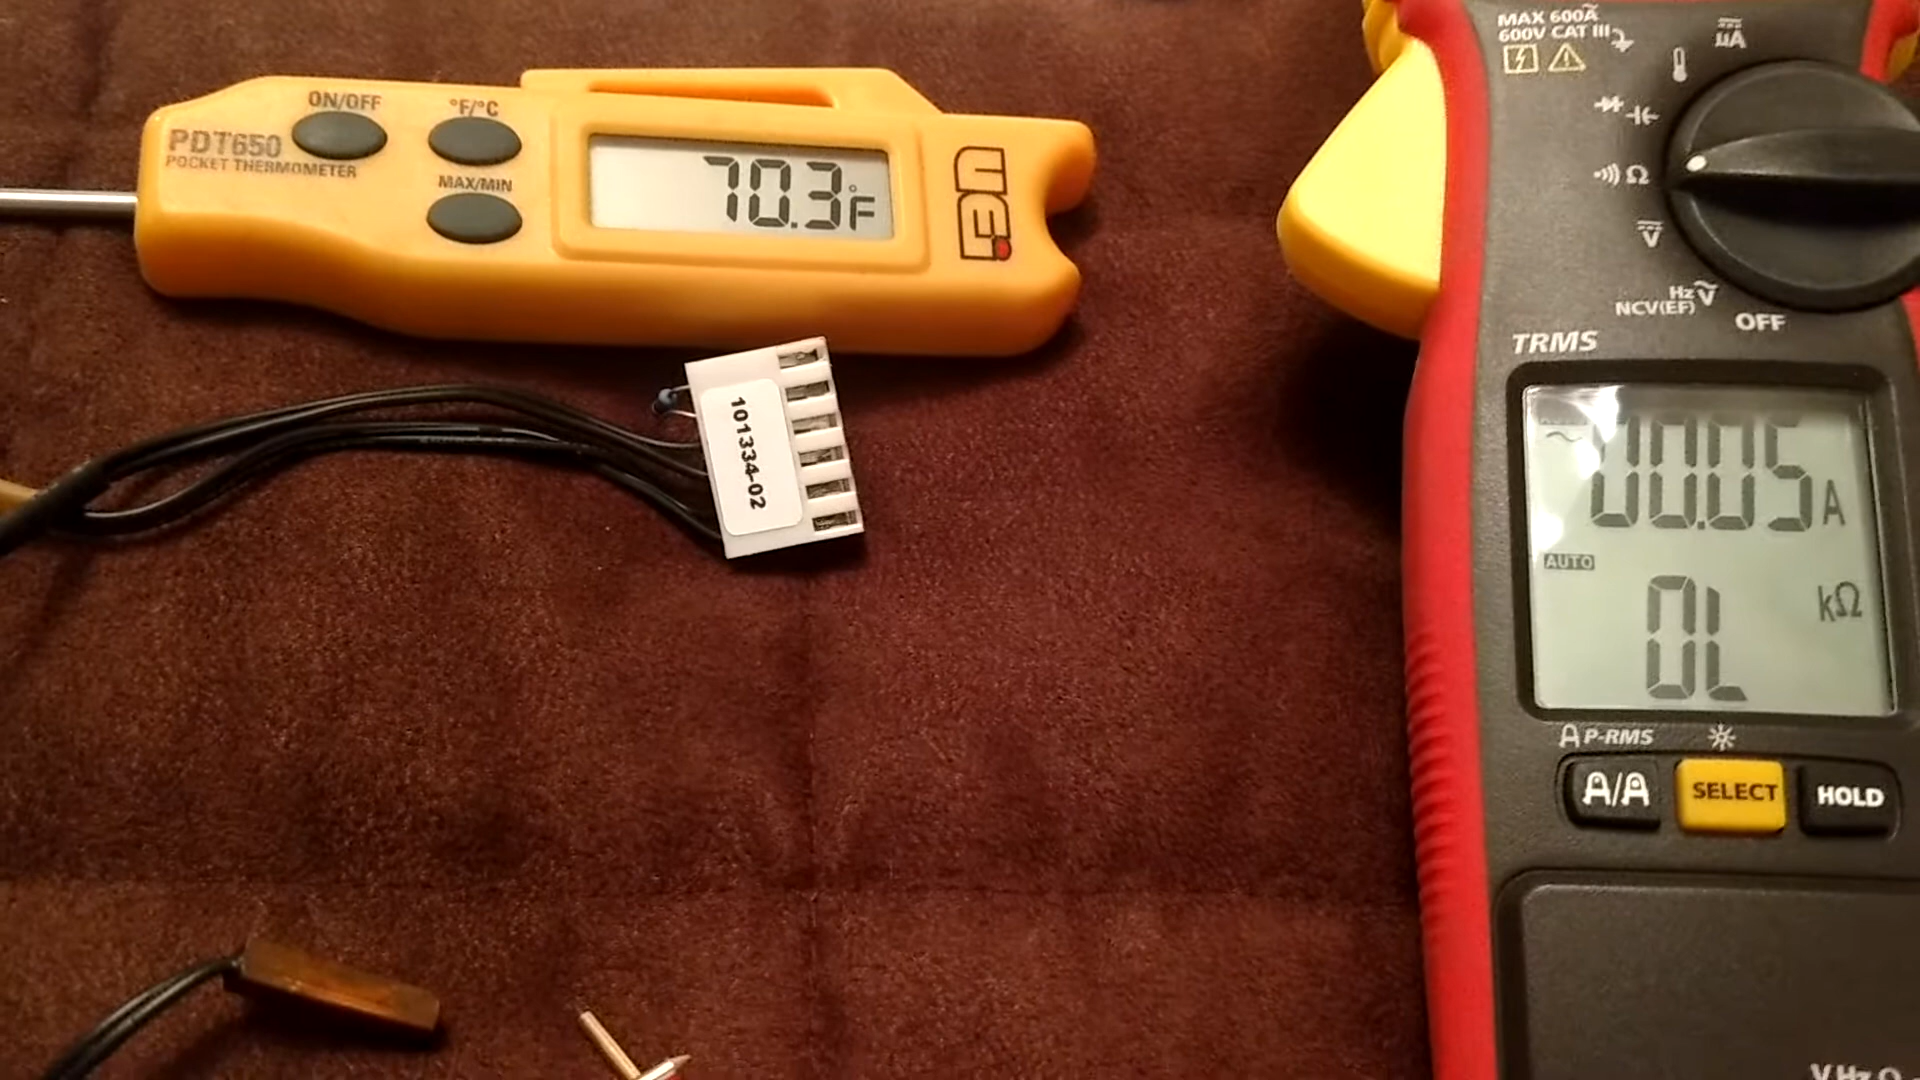 ON/OFF
°F/°C
PDT650
POCKET THERMOMETER
MAX/MIN
70.3°F
UEi
101334-02
MAX 600A
600V CAT III
µA
Ω
V
Hz V
NCV(EF)
OFF
TRMS
00.05 A
AUTO
OL kΩ
A P-RMS
A/A
SELECT
HOLD
V Hz Ω